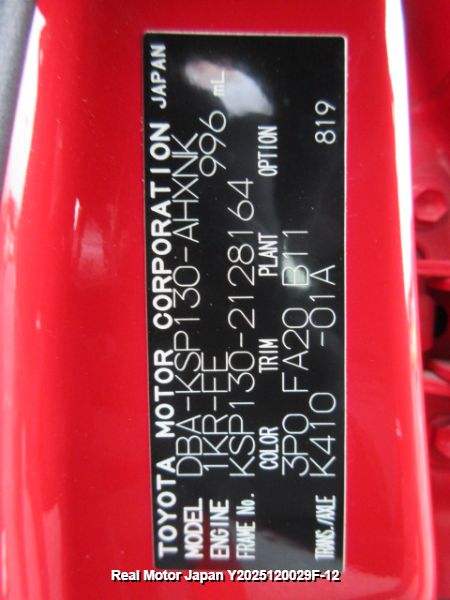 TOYOTA MOTOR CORPORATION JAPAN
MODEL DBA-KSP130-AHXNK
ENGINE 1KR-FE 996 mL
FRAME No. KSP130-2128164
COLOR TRIM PLANT OPTION
3P0 FA20 B11 819
TRANS./AXLE K410 -01A
Real Motor Japan Y2025120029F-12